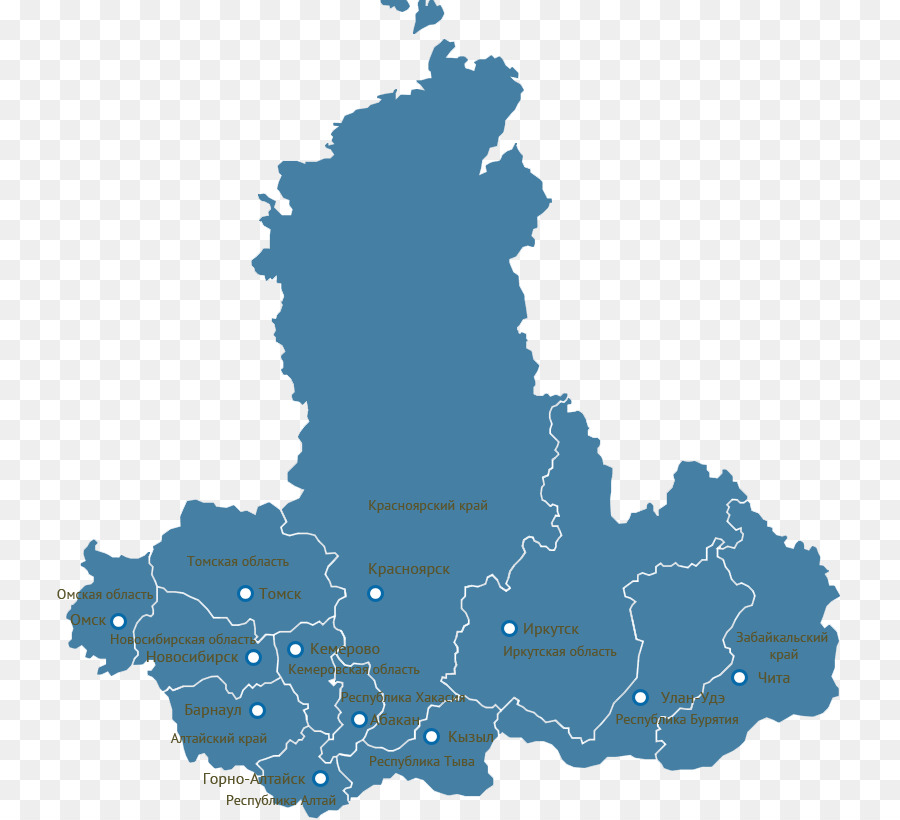 Красноярский край
Томская область
Красноярск
Омская область
Томск
Омск
Иркутск
Новосибирская область
Забайкальский
край
Кемерово
Иркутская область
Новосибирск
Кемеровская область
Чита
Республика Хакасия
Улан-Удэ
Барнаул
Абакан
Республика Бурятия
Алтайский край
Кызыл
Республика Тыва
Горно-Алтайск
Республика Алтай